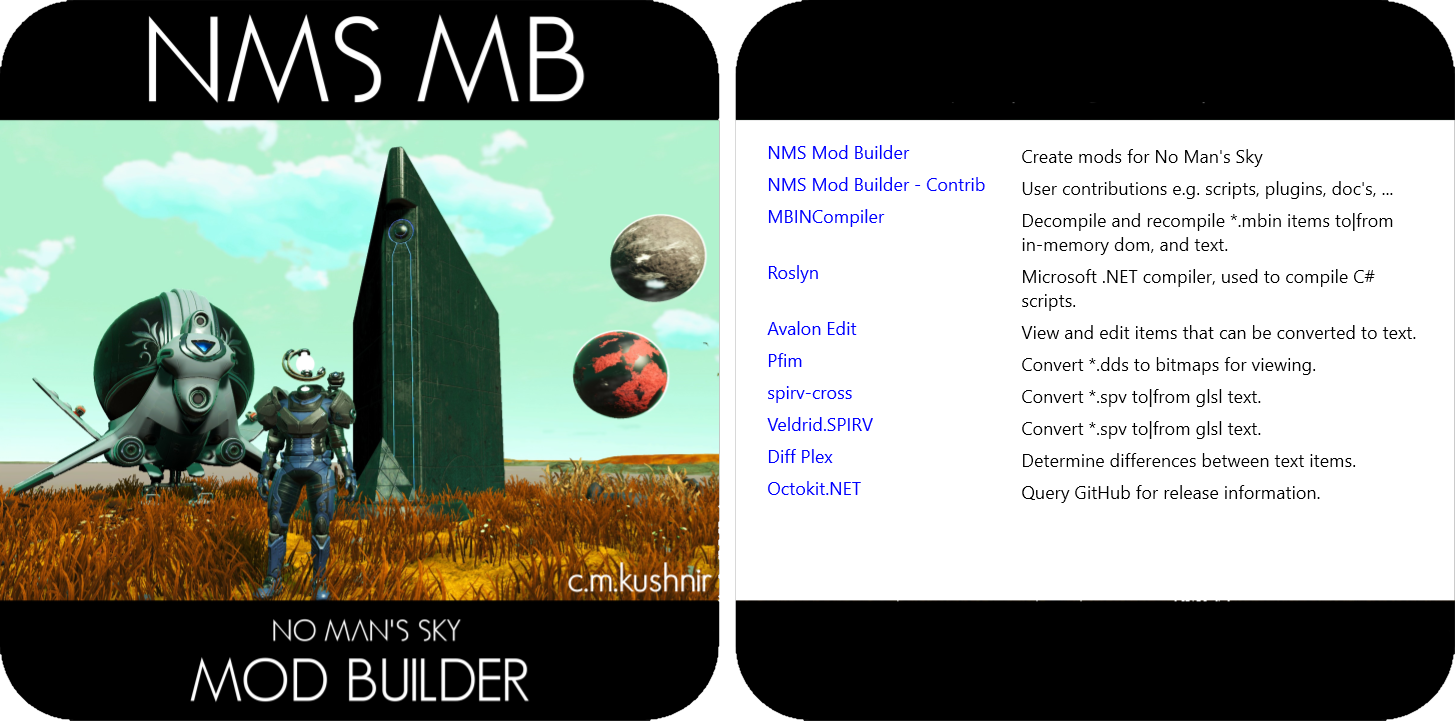 NMS MB
c.m.kushnir
NO MAN'S SKY
MOD BUILDER
NMS Mod Builder Create mods for No Man's Sky
NMS Mod Builder - Contrib User contributions e.g. scripts, plugins, doc's, ...
MBINCompiler Decompile and recompile *.mbin items to|from
in-memory dom, and text.
Roslyn Microsoft .NET compiler, used to compile C#
scripts.
Avalon Edit View and edit items that can be converted to text.
Pfim Convert *.dds to bitmaps for viewing.
spirv-cross Convert *.spv to|from glsl text.
Veldrid.SPIRV Convert *.spv to|from glsl text.
Diff Plex Determine differences between text items.
Octokit.NET Query GitHub for release information.